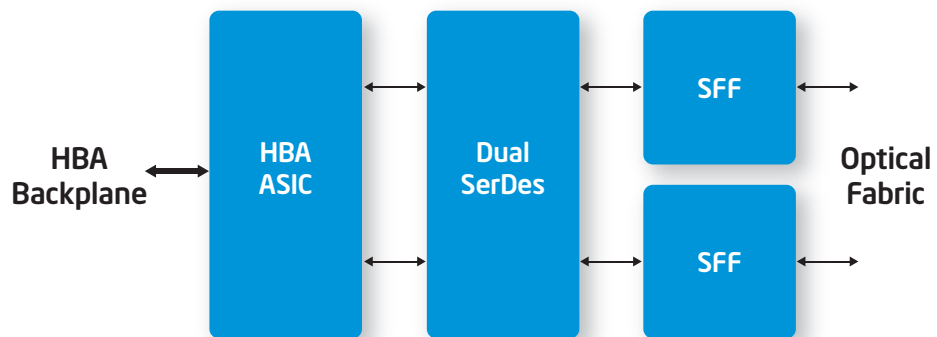 HBA
Backplane
HBA
ASIC
Dual
SerDes
SFF
SFF
Optical
Fabric